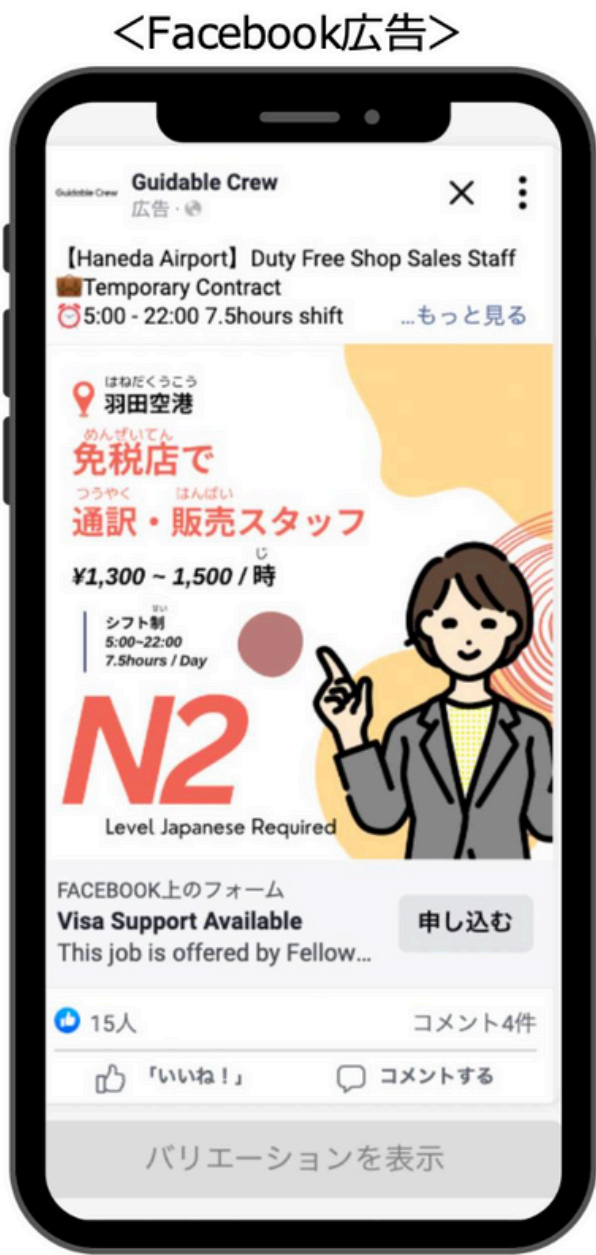 ＜Facebook広告＞
Guidable Crew
Guidable Crew
広告 ·
【Haneda Airport】Duty Free Shop Sales Staff
💼Temporary Contract
⏰5:00 - 22:00 7.5hours shift ...もっと見る
はねだくうこう
羽田空港
めんぜいてん
免税店で
つうやく はんばい
通訳・販売スタッフ
じ
¥1,300 ~ 1,500 / 時
せい
シフト制
5:00~22:00
7.5hours / Day
N2
Level Japanese Required
FACEBOOK上のフォーム
Visa Support Available
申し込む
This job is offered by Fellow...
15人
コメント4件
「いいね！」
コメントする
バリエーションを表示